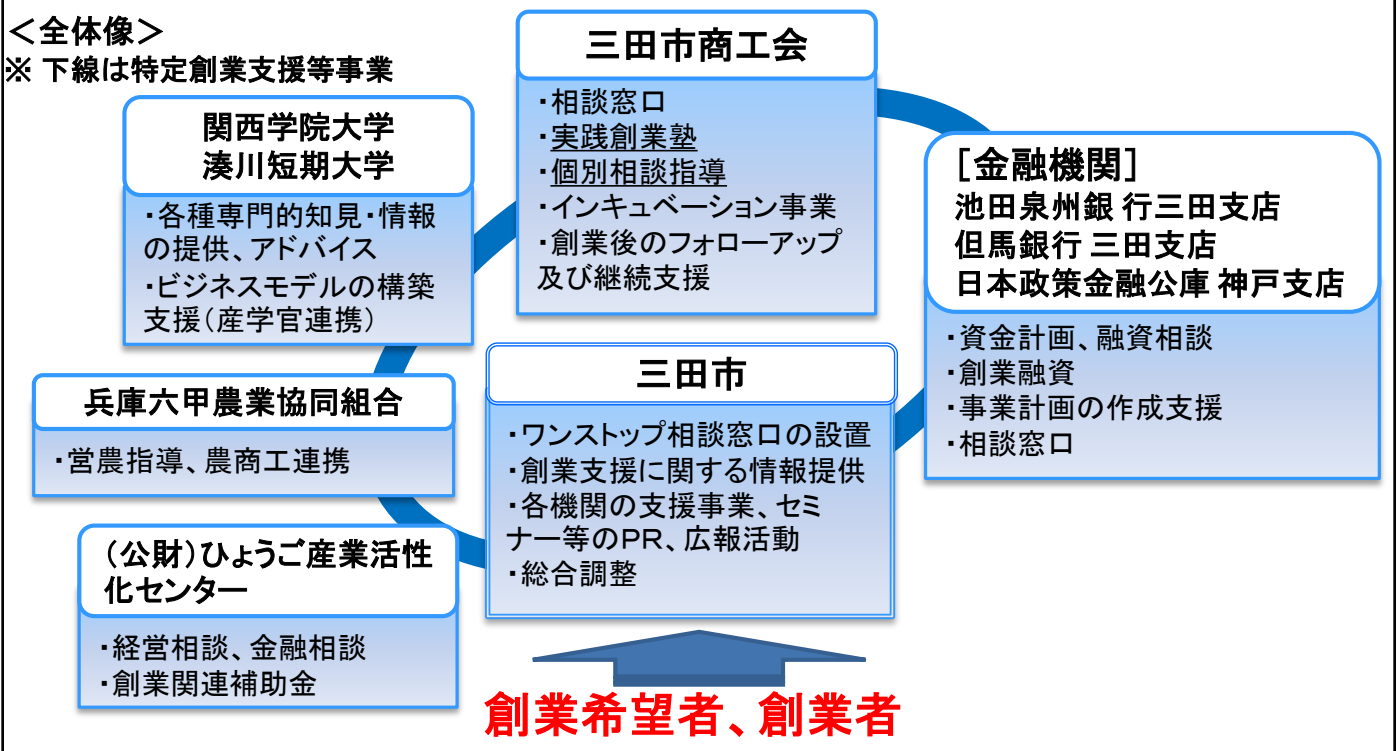 ＜全体像＞
※ 下線は特定創業支援等事業
三田市商工会
・相談窓口
・実践創業塾
・個別相談指導
・インキュベーション事業
・創業後のフォローアップ
及び継続支援
関西学院大学
湊川短期大学
・各種専門的知見・情報
の提供、アドバイス
・ビジネスモデルの構築
支援（産学官連携）
［金融機関］
池田泉州銀 行三田支店
但馬銀行 三田支店
日本政策金融公庫 神戸支店
・資金計画、融資相談
・創業融資
・事業計画の作成支援
・相談窓口
兵庫六甲農業協同組合
・営農指導、農商工連携
三田市
・ワンストップ相談窓口の設置
・創業支援に関する情報提供
・各機関の支援事業、セミ
ナー等のＰＲ、広報活動
・総合調整
（公財）ひょうご産業活性
化センター
・経営相談、金融相談
・創業関連補助金
創業希望者、創業者